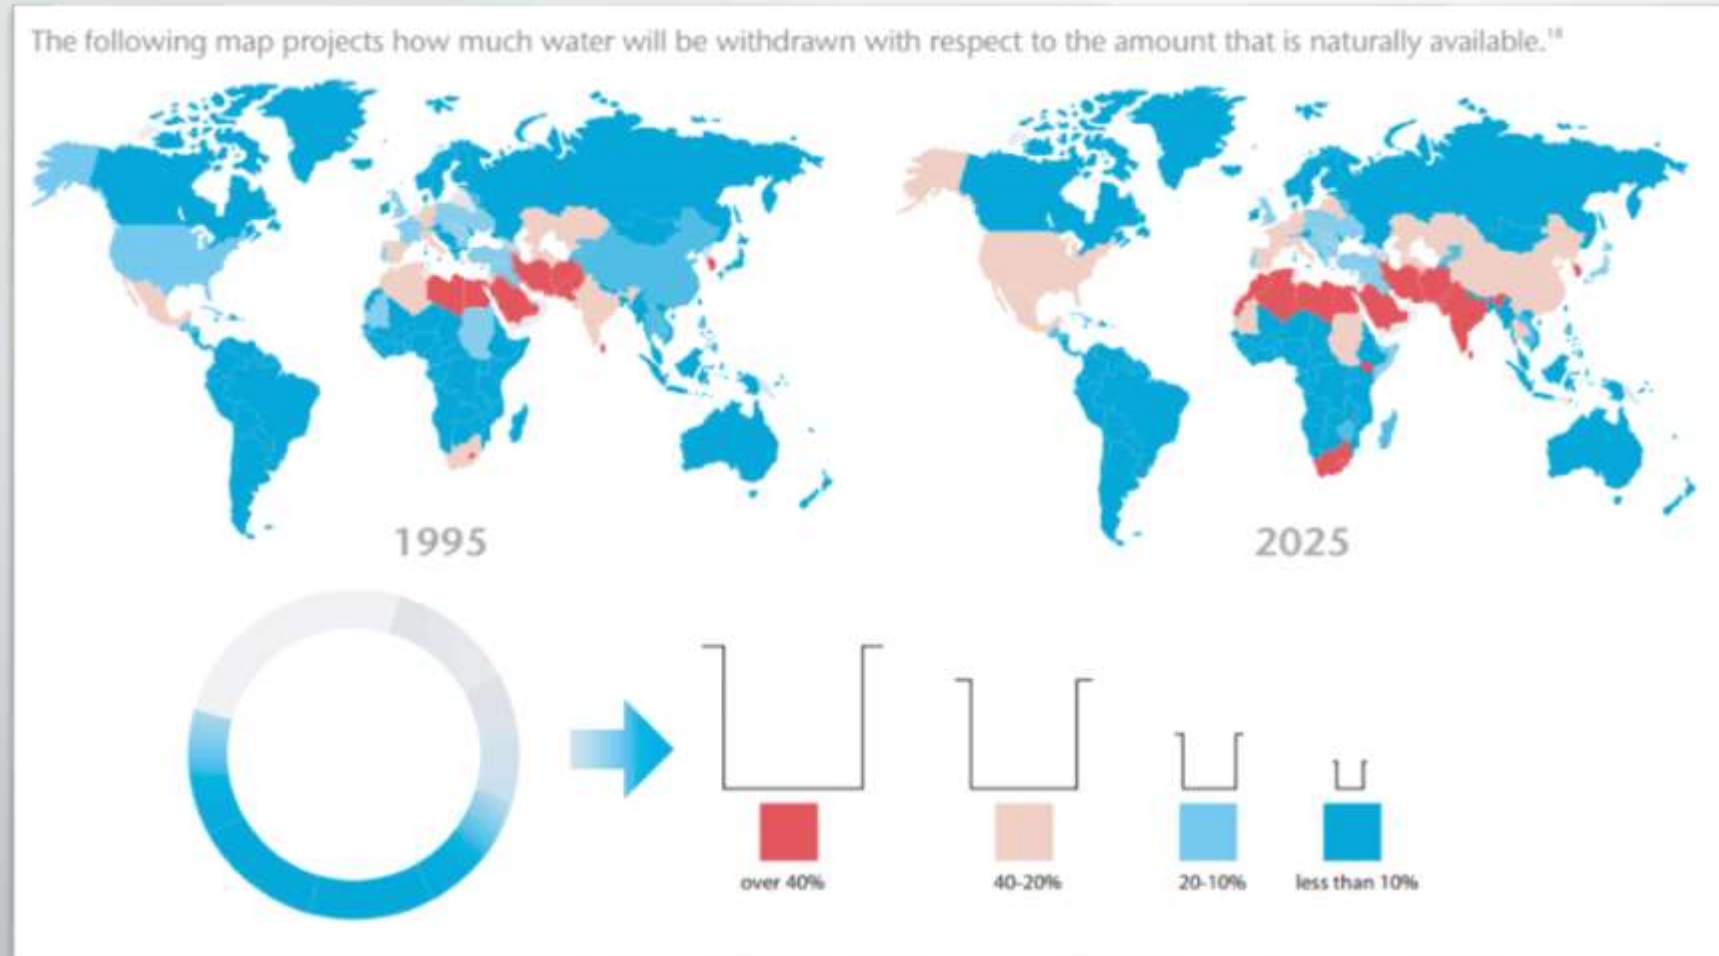 The following map projects how much water will be withdrawn with respect to the amount that is naturally available.¹⁸
1995
2025
over 40%
40-20%
20-10%
less than 10%